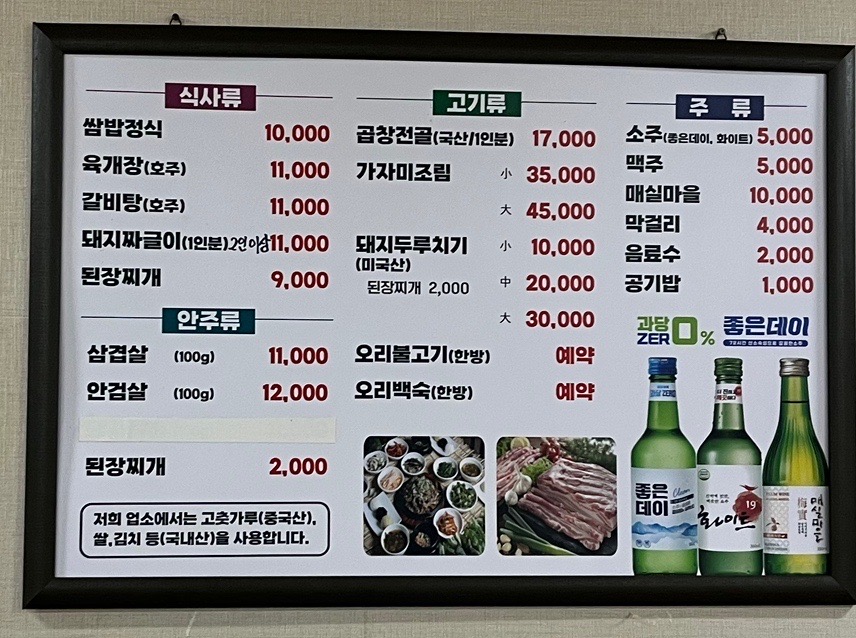 식사류
쌈밥정식 10,000
육개장(호주) 11,000
갈비탕(호주) 11,000
돼지짜글이(1인분)2인이상 11,000
된장찌개 9,000
안주류
삼겹살 (100g) 11,000
안검살 (100g) 12,000
된장찌개 2,000
저희 업소에서는 고춧가루(중국산),
쌀,김치 등(국내산)을 사용합니다.
고기류
곱창전골(국산/1인분) 17,000
가자미조림 小 35,000
大 45,000
돼지두루치기 小 10,000
(미국산)
된장찌개 2,000 中 20,000
大 30,000
오리불고기(한방) 예약
오리백숙(한방) 예약
주 류
소주(좋은데이, 화이트) 5,000
맥주 5,000
매실마을 10,000
막걸리 4,000
음료수 2,000
공기밥 1,000
과당
ZERO%
좋은데이
좋은
데이
화이트
19
梅實
매실마을